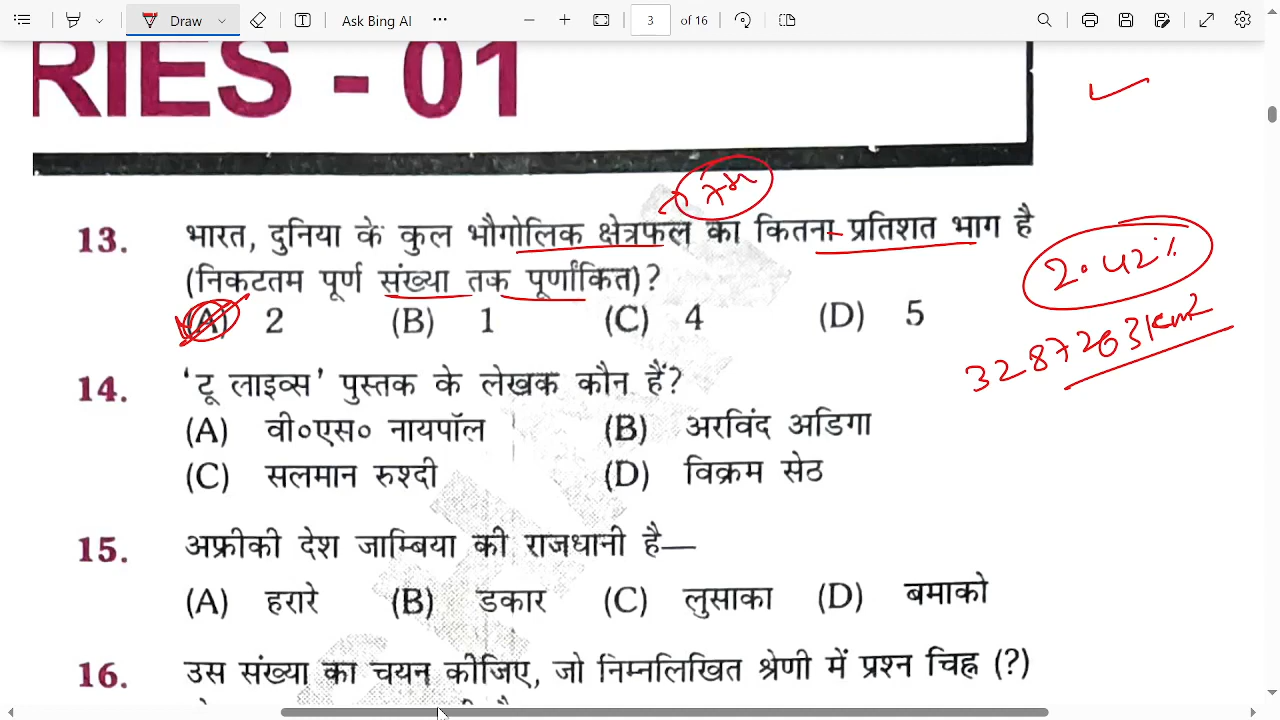 Draw
Ask Bing AI
3 of 16
RIES - 01
13. भारत, दुनिया के कुल भौगोलिक क्षेत्रफल का कितना प्रतिशत भाग है
(निकटतम पूर्ण संख्या तक पूर्णांकित)?
(A) 2 (B) 1 (C) 4 (D) 5
2.42%
3287263 km²
14. ‘टू लाइव्स’ पुस्तक के लेखक कौन हैं?
(A) वी०एस० नायपॉल (B) अरविंद अडिगा
(C) सलमान रुश्दी (D) विक्रम सेठ
15. अफ्रीकी देश जाम्बिया की राजधानी है—
(A) हरारे (B) डकार (C) लुसाका (D) बमाको
16. उस संख्या का चयन कीजिए, जो निम्नलिखित श्रेणी में प्रश्न चिह्न (?)